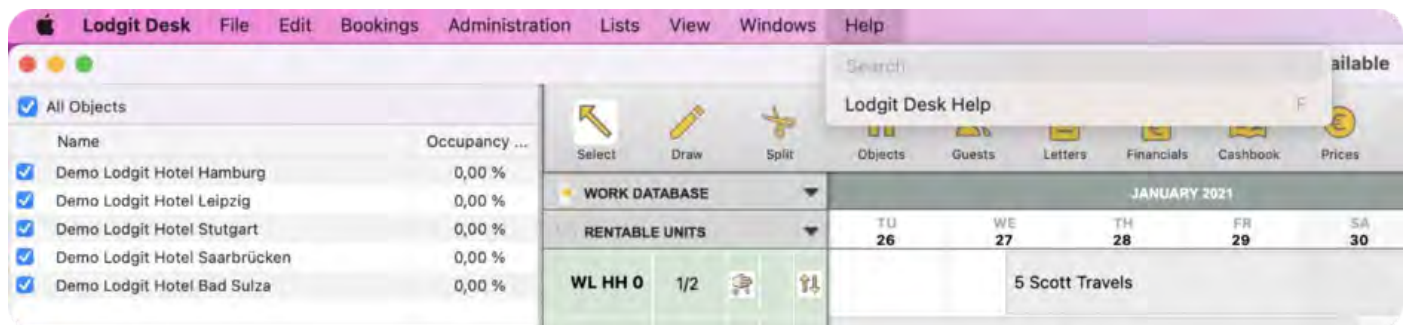 Lodgit Desk File Edit Bookings Administration Lists View Windows Help
Search
ailable
Lodgit Desk Help F
All Objects
Name Occupancy ...
Demo Lodgit Hotel Hamburg 0,00 %
Demo Lodgit Hotel Leipzig 0,00 %
Demo Lodgit Hotel Stutgart 0,00 %
Demo Lodgit Hotel Saarbrücken 0,00 %
Demo Lodgit Hotel Bad Sulza 0,00 %
Select Draw Split Objects Guests Letters Financials Cashbook Prices
WORK DATABASE
JANUARY 2021
RENTABLE UNITS
TU WE TH FR SA
26 27 28 29 30
WL HH 0 1/2
5 Scott Travels